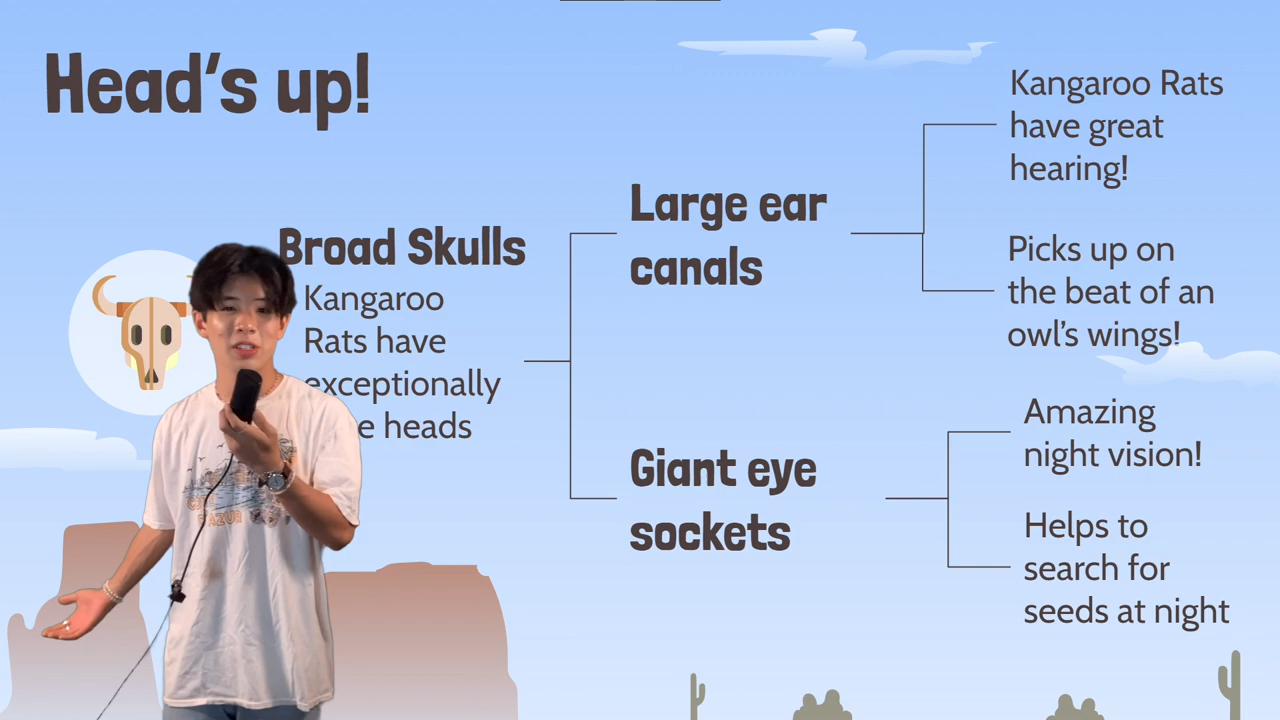 Head's up!
Broad Skulls
Kangaroo
Rats have
exceptionally
heads
Large ear
canals
Kangaroo Rats
have great
hearing!
Picks up on
the beat of an
owl's wings!
Giant eye
sockets
Amazing
night vision!
Helps to
search for
seeds at night
AZUR